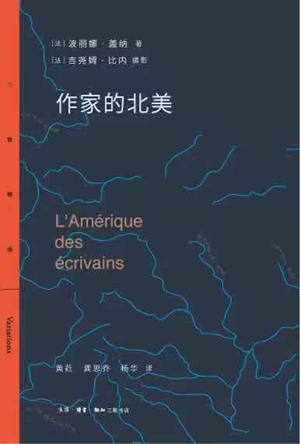 ［法］波丽娜·盖纳 著
［法］吉尧姆·比内 摄影
作家的北美
L'Amérique
des
écrivains
Variations
黄荭 龚思乔 杨华 译
生活·讀書·新知三联书店